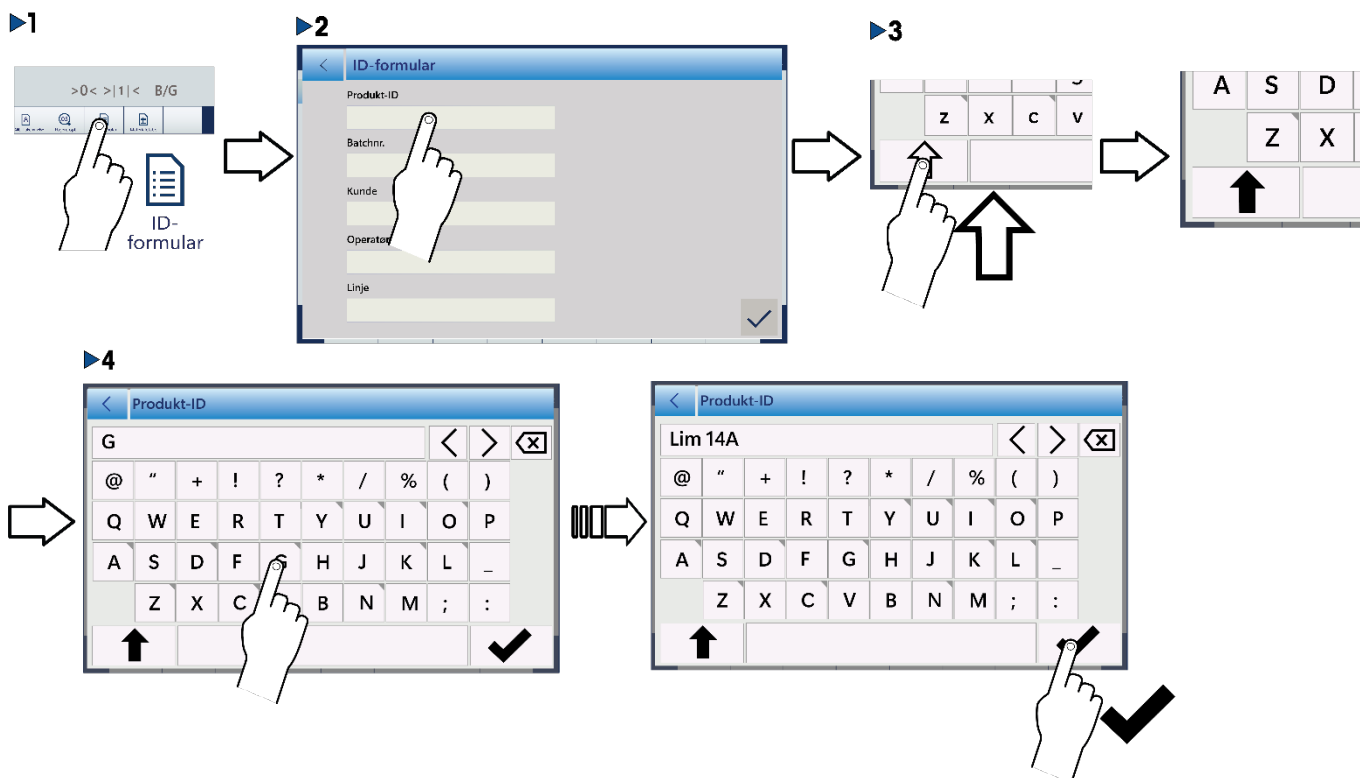 1
>0< >|1|< B/G
ID-
formular
2
ID-formular
Produkt-ID
Batchnr.
Kunde
Operatør
Linje
3
Z X C V
A S D
Z X
4
Produkt-ID
G
@ “ + ! ? * / % ( )
Q W E R T Y U I O P
A S D F G H J K L _
Z X C B N M ; :
Produkt-ID
Lim 14A
@ “ + ! ? * / % ( )
Q W E R T Y U I O P
A S D F G H J K L _
Z X C V B N M ; :